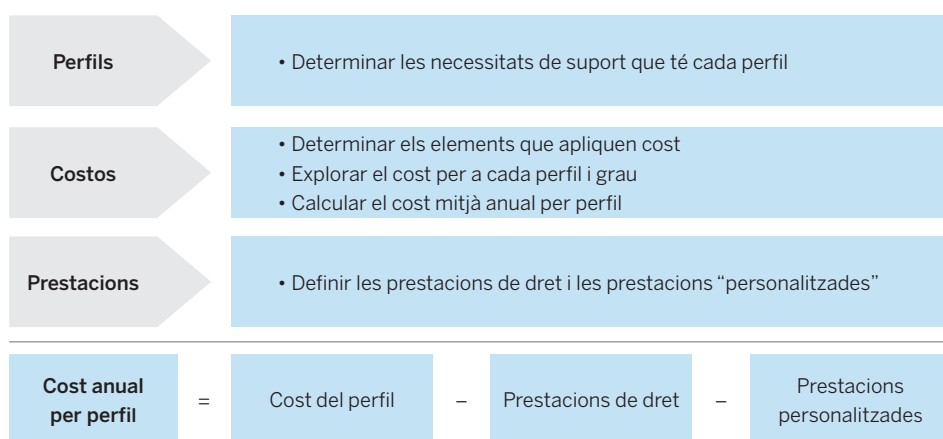 Perfils
• Determinar les necessitats de suport que té cada perfil
Costos
• Determinar els elements que apliquen cost
• Explorar el cost per a cada perfil i grau
• Calcular el cost mitjà anual per perfil
Prestacions
• Definir les prestacions de dret i les prestacions “personalitzades”
Cost anual
per perfil
=
Cost del perfil
–
Prestacions de dret
–
Prestacions
personalitzades